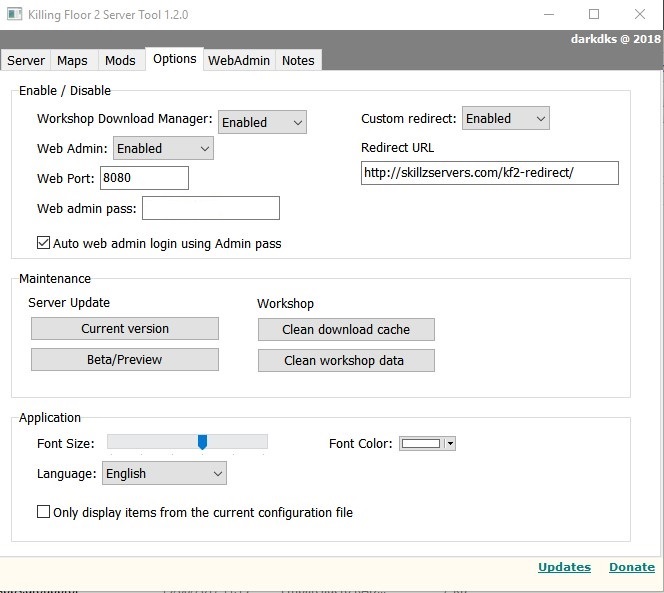 Killing Floor 2 Server Tool 1.2.0
darkdks @ 2018
Server Maps Mods Options WebAdmin Notes
Enable / Disable
Workshop Download Manager: Enabled
Custom redirect: Enabled
Web Admin: Enabled
Redirect URL
Web Port: 8080
http://skillzservers.com/kf2-redirect/
Web admin pass:
Auto web admin login using Admin pass
Maintenance
Server Update
Workshop
Current version
Clean download cache
Beta/Preview
Clean workshop data
Application
Font Size:
Font Color:
Language: English
Only display items from the current configuration file
Updates Donate